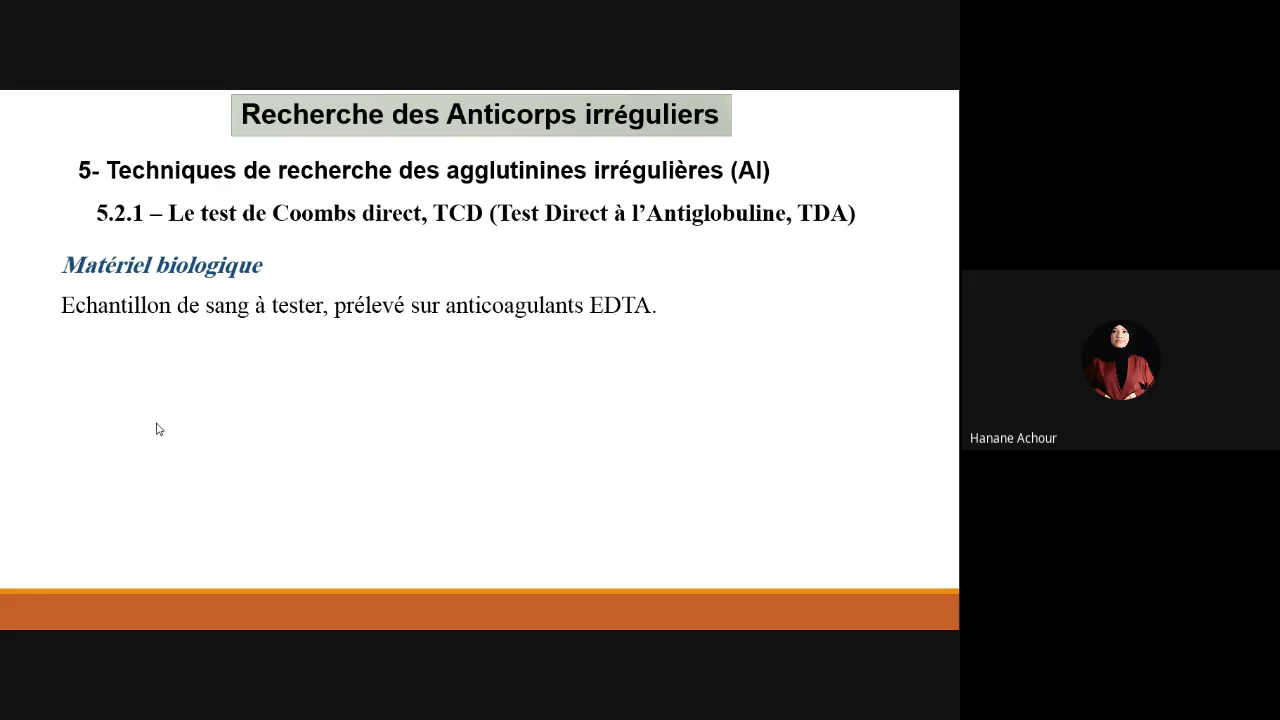 Recherche des Anticorps irréguliers
5- Techniques de recherche des agglutinines irrégulières (AI)
5.2.1 – Le test de Coombs direct, TCD (Test Direct à l’Antiglobuline, TDA)
Matériel biologique
Echantillon de sang à tester, prélevé sur anticoagulants EDTA.
Hanane Achour